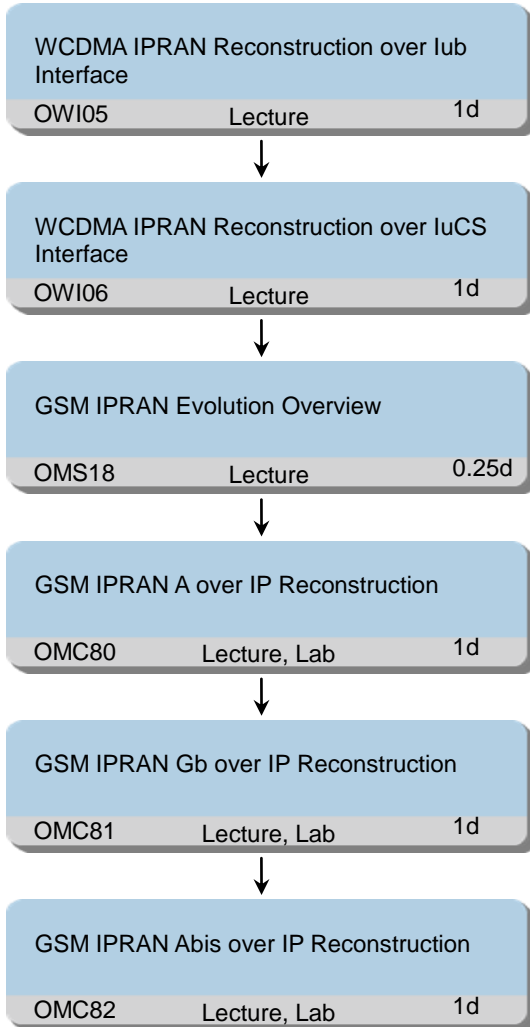 WCDMA IPRAN Reconstruction over Iub
Interface
OWI05 Lecture 1d
WCDMA IPRAN Reconstruction over IuCS
Interface
OWI06 Lecture 1d
GSM IPRAN Evolution Overview
OMS18 Lecture 0.25d
GSM IPRAN A over IP Reconstruction
OMC80 Lecture, Lab 1d
GSM IPRAN Gb over IP Reconstruction
OMC81 Lecture, Lab 1d
GSM IPRAN Abis over IP Reconstruction
OMC82 Lecture, Lab 1d